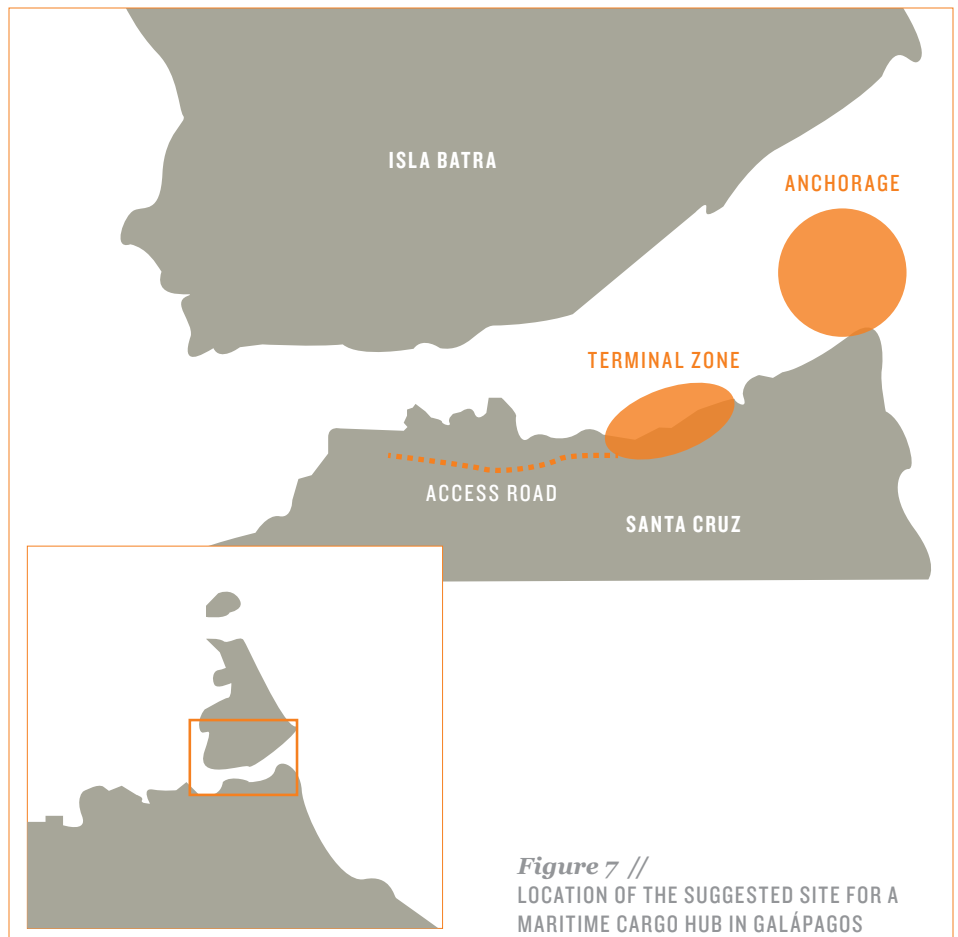 ISLA BATRA
ANCHORAGE
TERMINAL ZONE
ACCESS ROAD
SANTA CRUZ
Figure 7 //
LOCATION OF THE SUGGESTED SITE FOR A
MARITIME CARGO HUB IN GALÁPAGOS